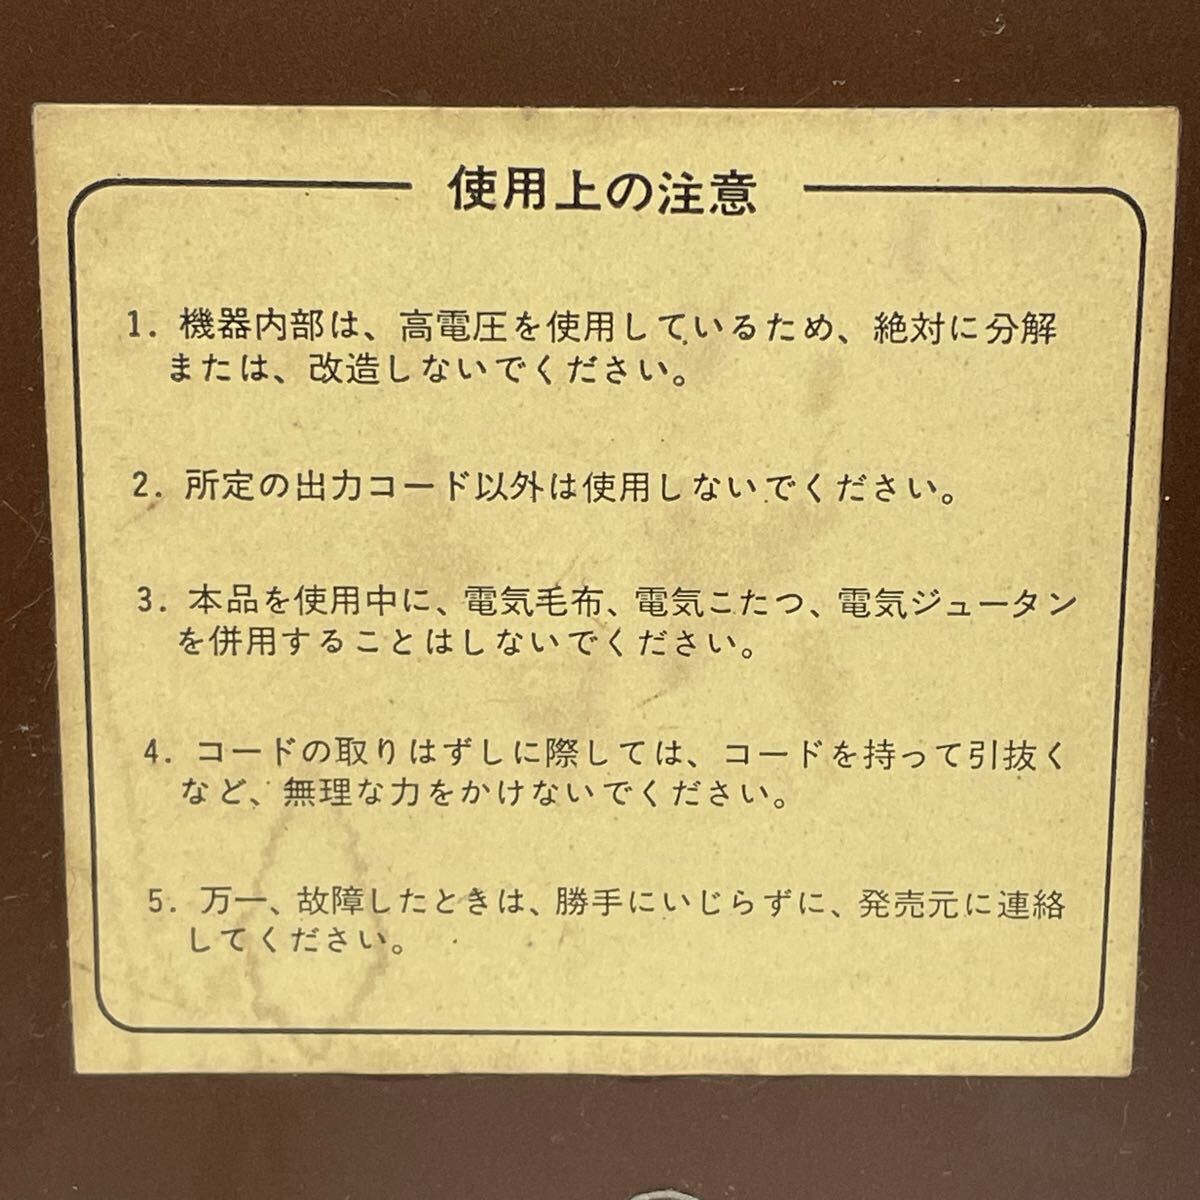 使用上の注意
1. 機器内部は、高電圧を使用しているため、絶対に分解
または、改造しないでください。
2. 所定の出力コード以外は使用しないでください。
3. 本品を使用中に、電気毛布、電気こたつ、電気ジュータン
を併用することはしないでください。
4. コードの取りはずしに際しては、コードを持って引抜く
など、無理な力をかけないでください。
5. 万一、故障したときは、勝手にいじらずに、発売元に連絡
してください。